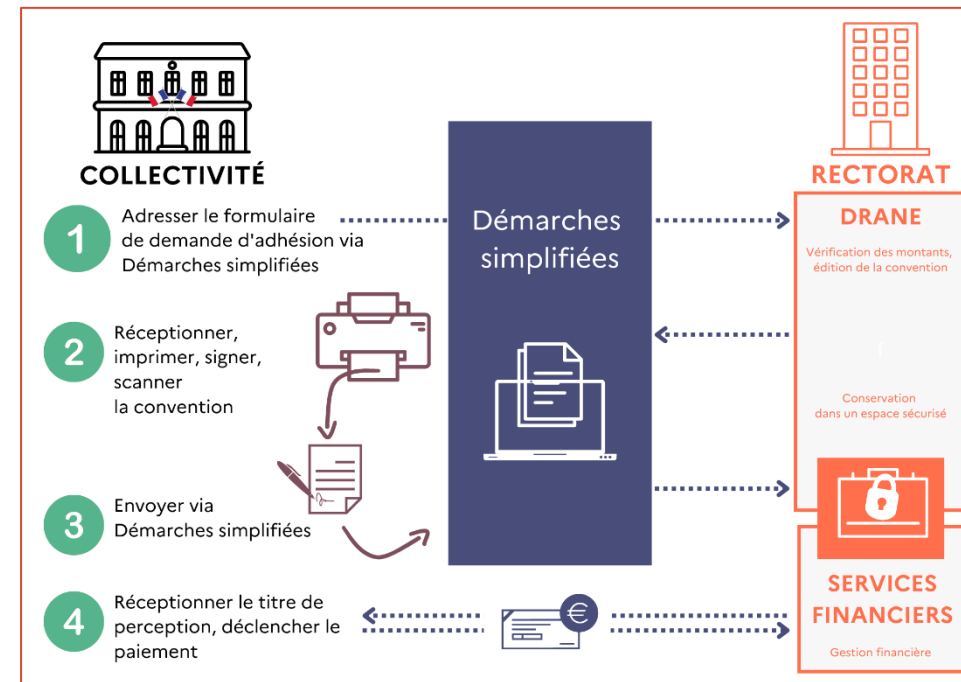 COLLECTIVITÉ
1
Adresser le formulaire
de demande d'adhésion via
Démarches simplifiées
2
Réceptionner,
imprimer, signer,
scanner
la convention
3
Envoyer via
Démarches simplifiées
4
Réceptionner le titre de
perception, déclencher le
paiement
Démarches
simplifiées
€
RECTORAT
DRANE
Vérification des montants,
édition de la convention
Conservation
dans un espace sécurisé
SERVICES
FINANCIERS
Gestion financière